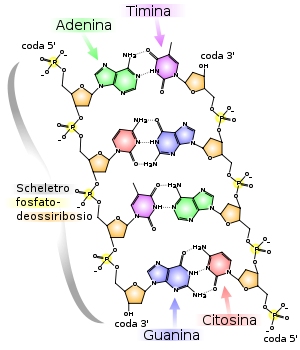 Timina
Adenina
coda 5'
coda 3'
Scheletro
fosfato-
deossiribosio
Citosina
Guanina
coda 3'
coda 5'